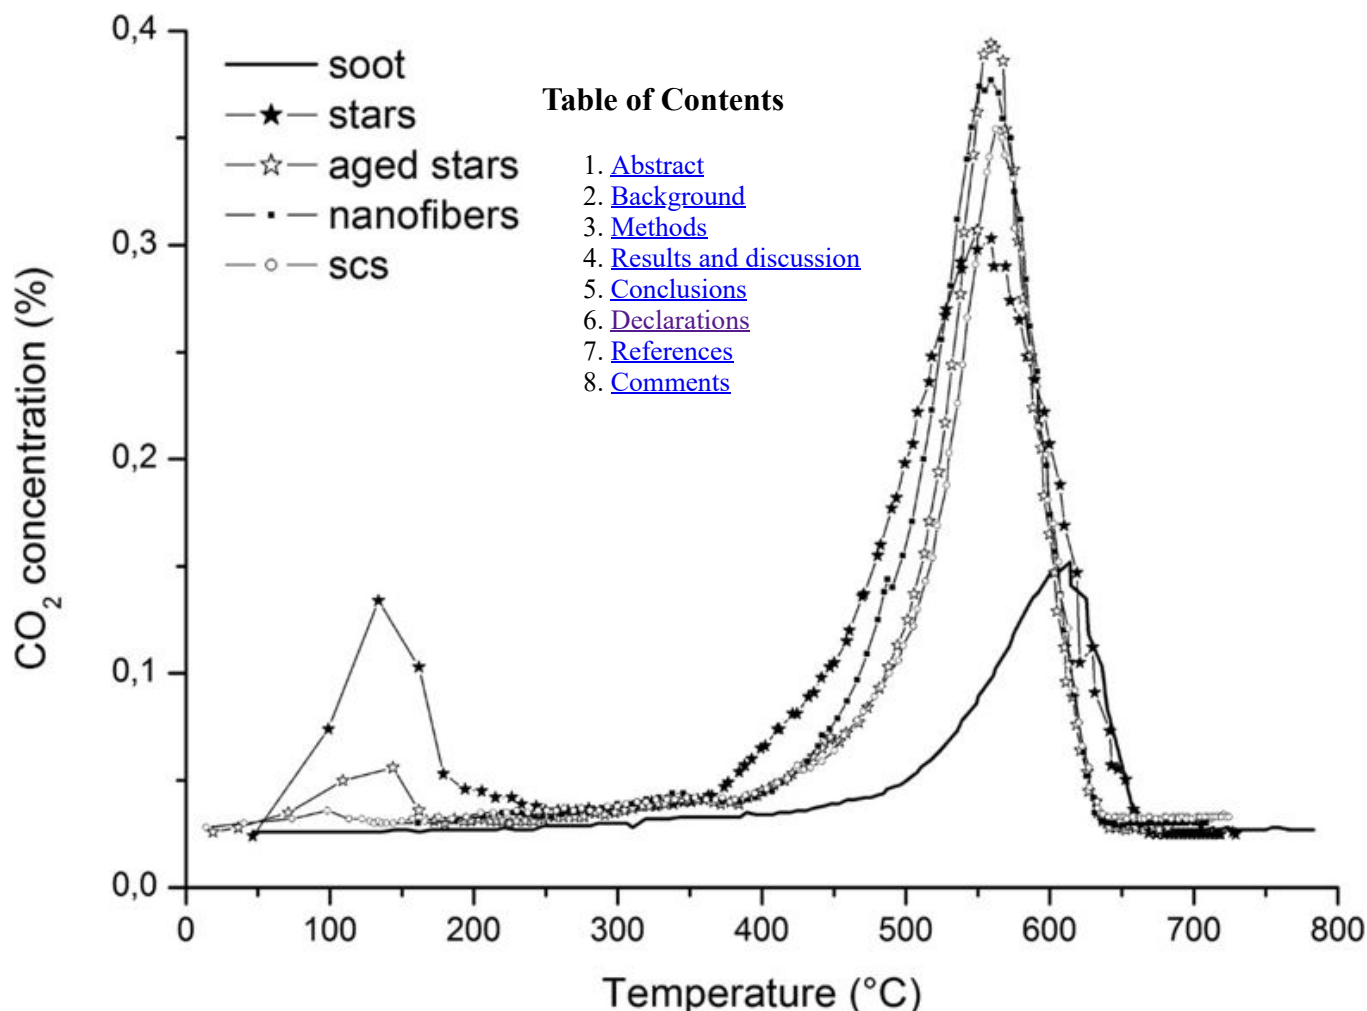 0,4
soot
stars
aged stars
nanofibers
scs
Table of Contents
1. Abstract
2. Background
3. Methods
4. Results and discussion
5. Conclusions
6. Declarations
7. References
8. Comments
0,3
0,2
0,1
0,0
CO2 concentration (%)
0 100 200 300 400 500 600 700 800
Temperature (°C)